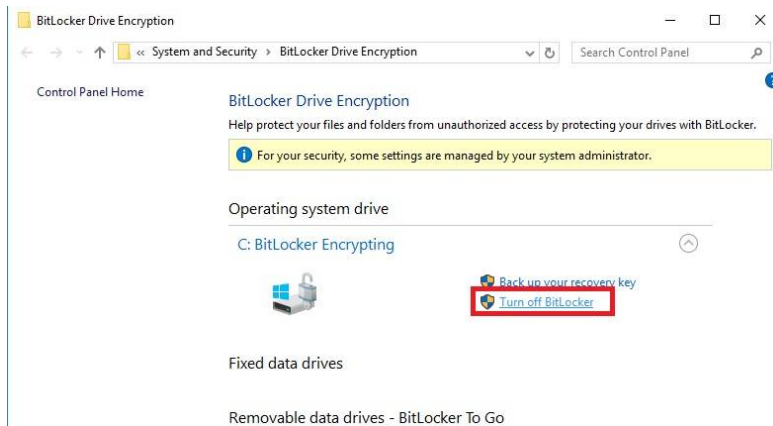 BitLocker Drive Encryption
« System and Security › BitLocker Drive Encryption
Search Control Panel
Control Panel Home
BitLocker Drive Encryption
Help protect your files and folders from unauthorized access by protecting your drives with BitLocker.
For your security, some settings are managed by your system administrator.
Operating system drive
C: BitLocker Encrypting
Back up your recovery key
Turn off BitLocker
Fixed data drives
Removable data drives - BitLocker To Go